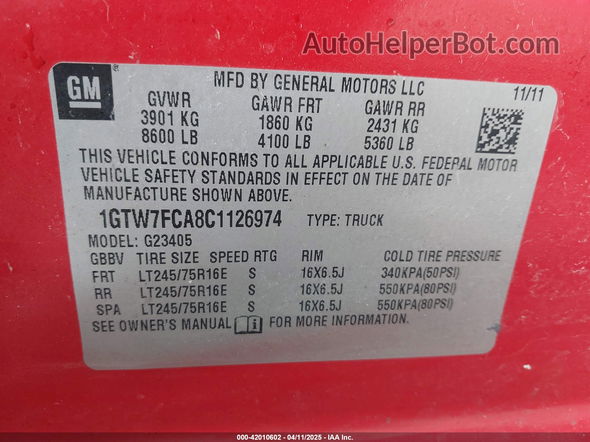 AutoHelperBot.com
GM ®
MFD BY GENERAL MOTORS LLC 11/11
GVWR GAWR FRT GAWR RR
3901 KG 1860 KG 2431 KG
8600 LB 4100 LB 5360 LB
THIS VEHICLE CONFORMS TO ALL APPLICABLE U.S. FEDERAL MOTOR
VEHICLE SAFETY STANDARDS IN EFFECT ON THE DATE OF
MANUFACTURE SHOWN ABOVE.
1GTW7FCA8C1126974 TYPE: TRUCK
MODEL: G23405
GBBV TIRE SIZE SPEED RTG RIM COLD TIRE PRESSURE
FRT LT245/75R16E S 16X6.5J 340KPA(50PSI)
RR LT245/75R16E S 16X6.5J 550KPA(80PSI)
SPA LT245/75R16E S 16X6.5J 550KPA(80PSI)
SEE OWNER'S MANUAL i FOR MORE INFORMATION.
000-42010602 - 04/11/2025 - IAA Inc.